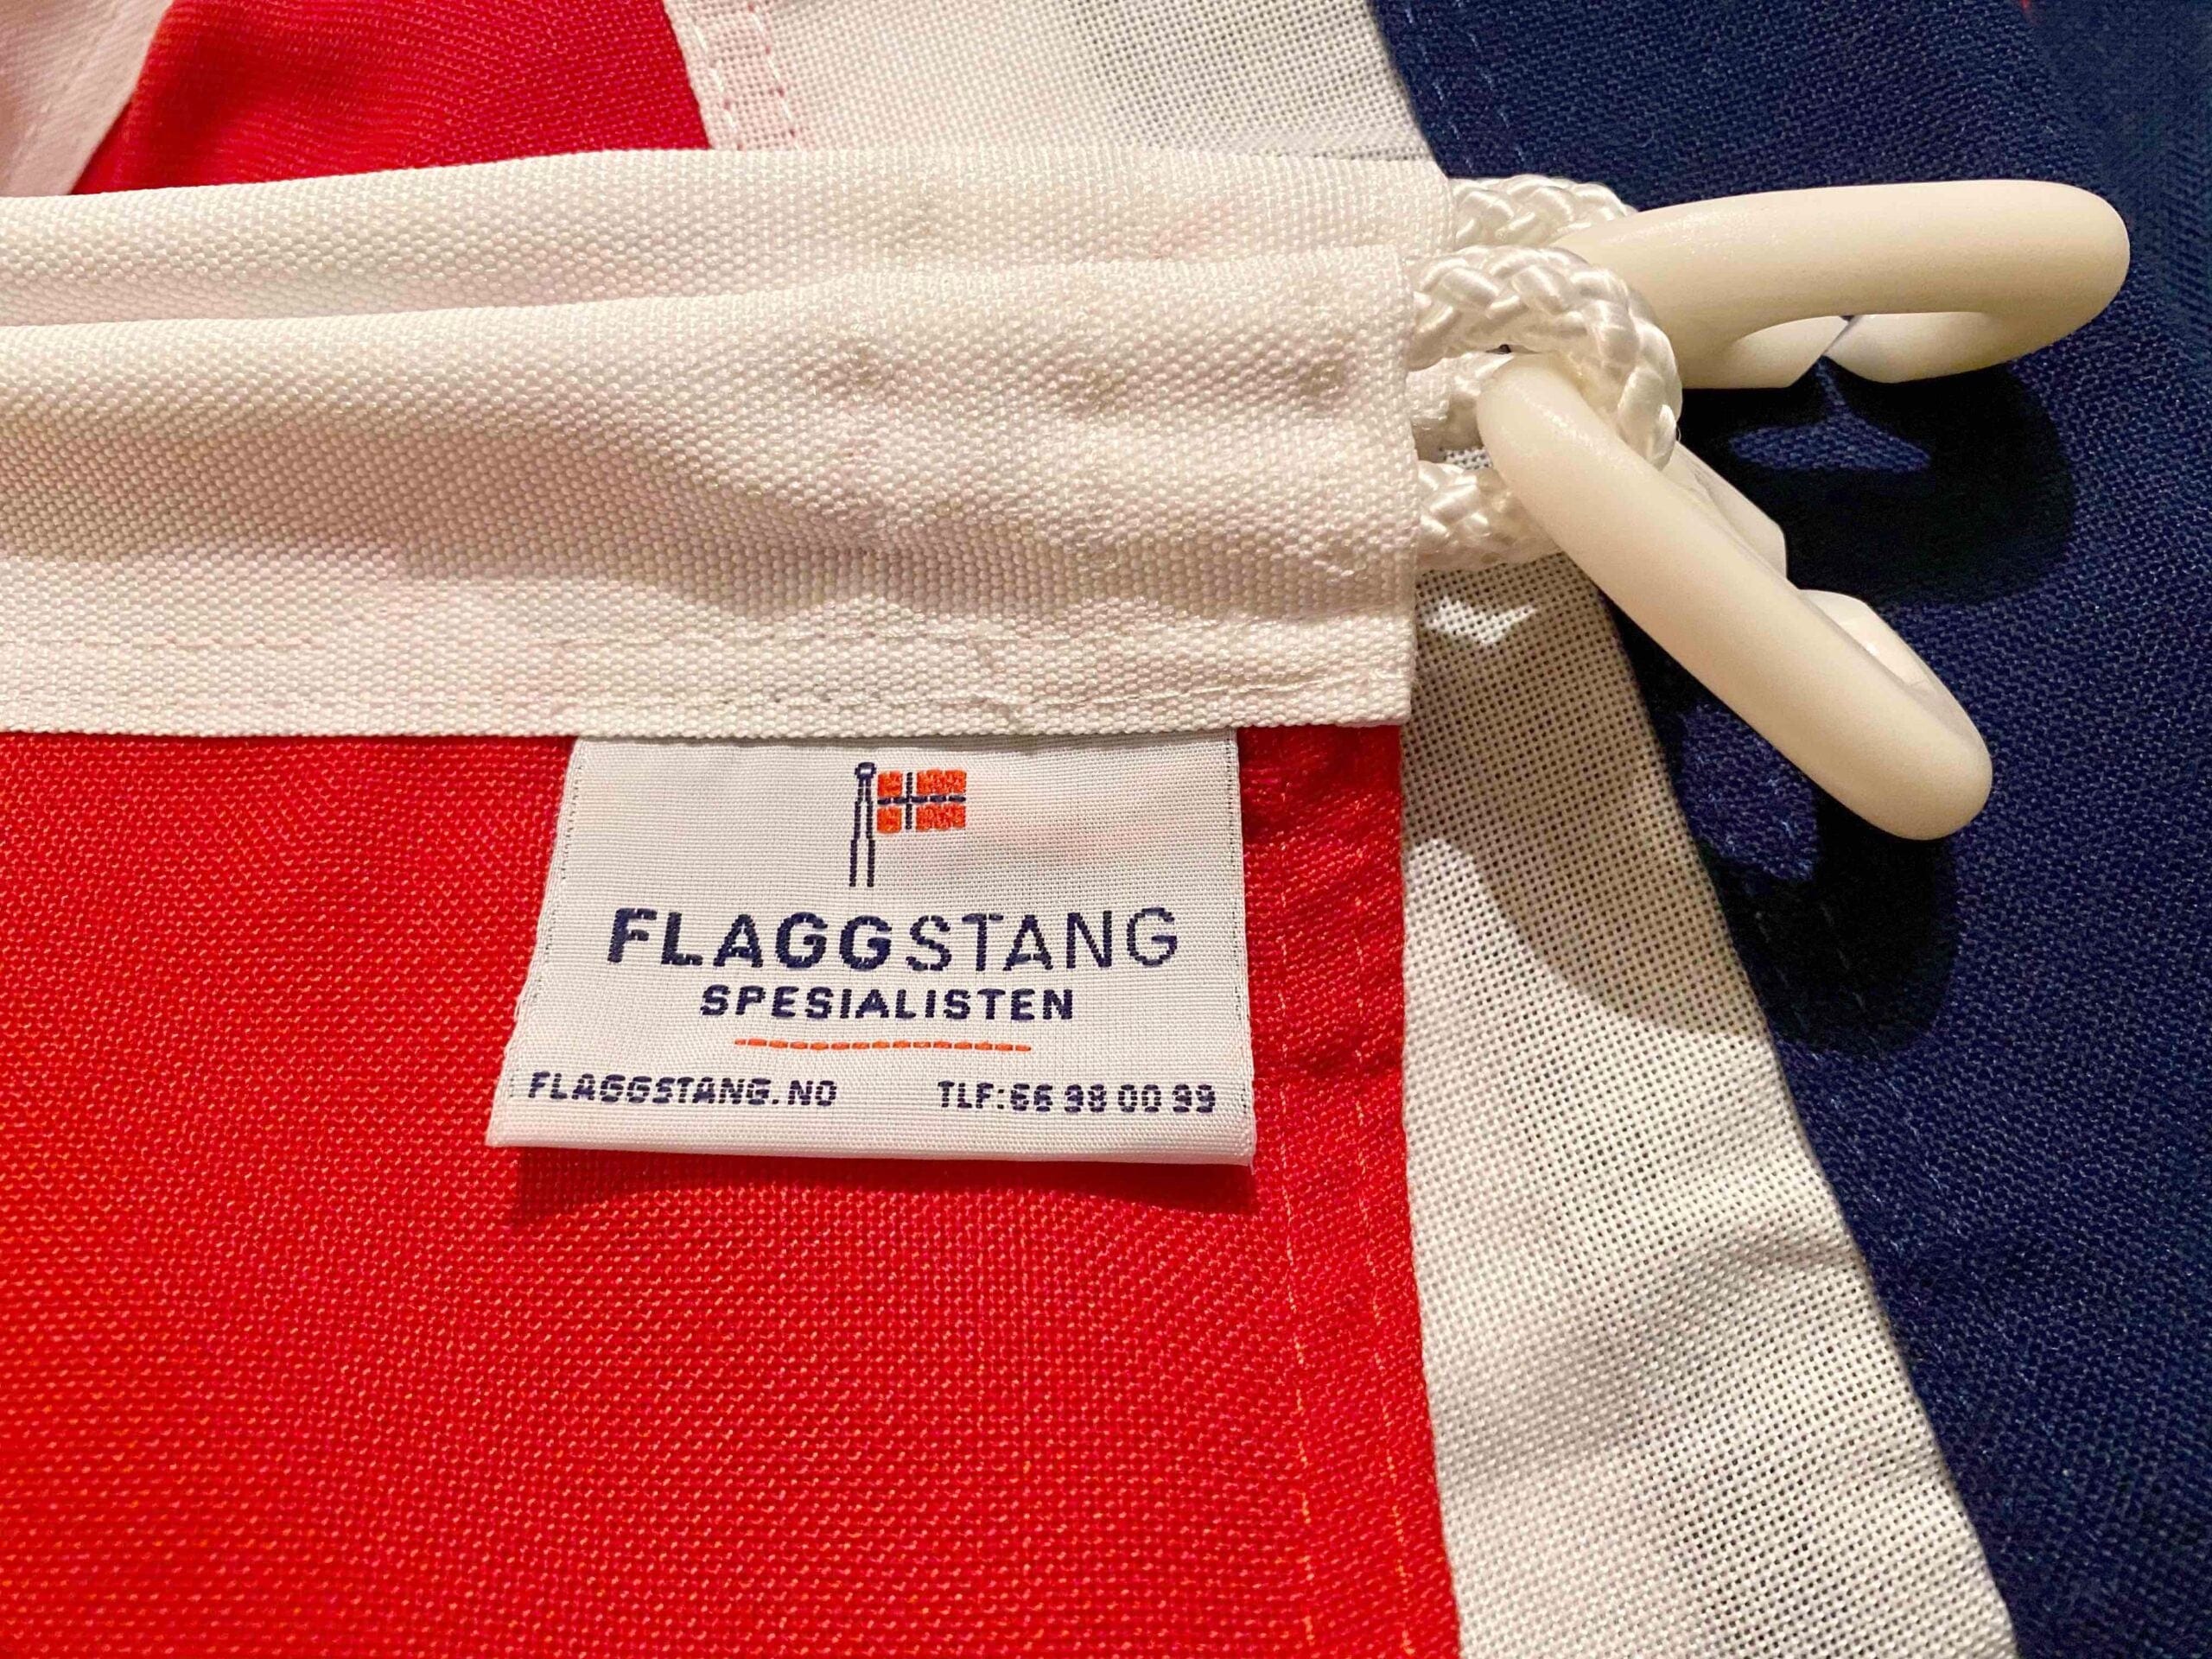 FLAGGSTANG
SPESIALISTEN
FLAGGSTANG.NO TLF:66 98 00 99